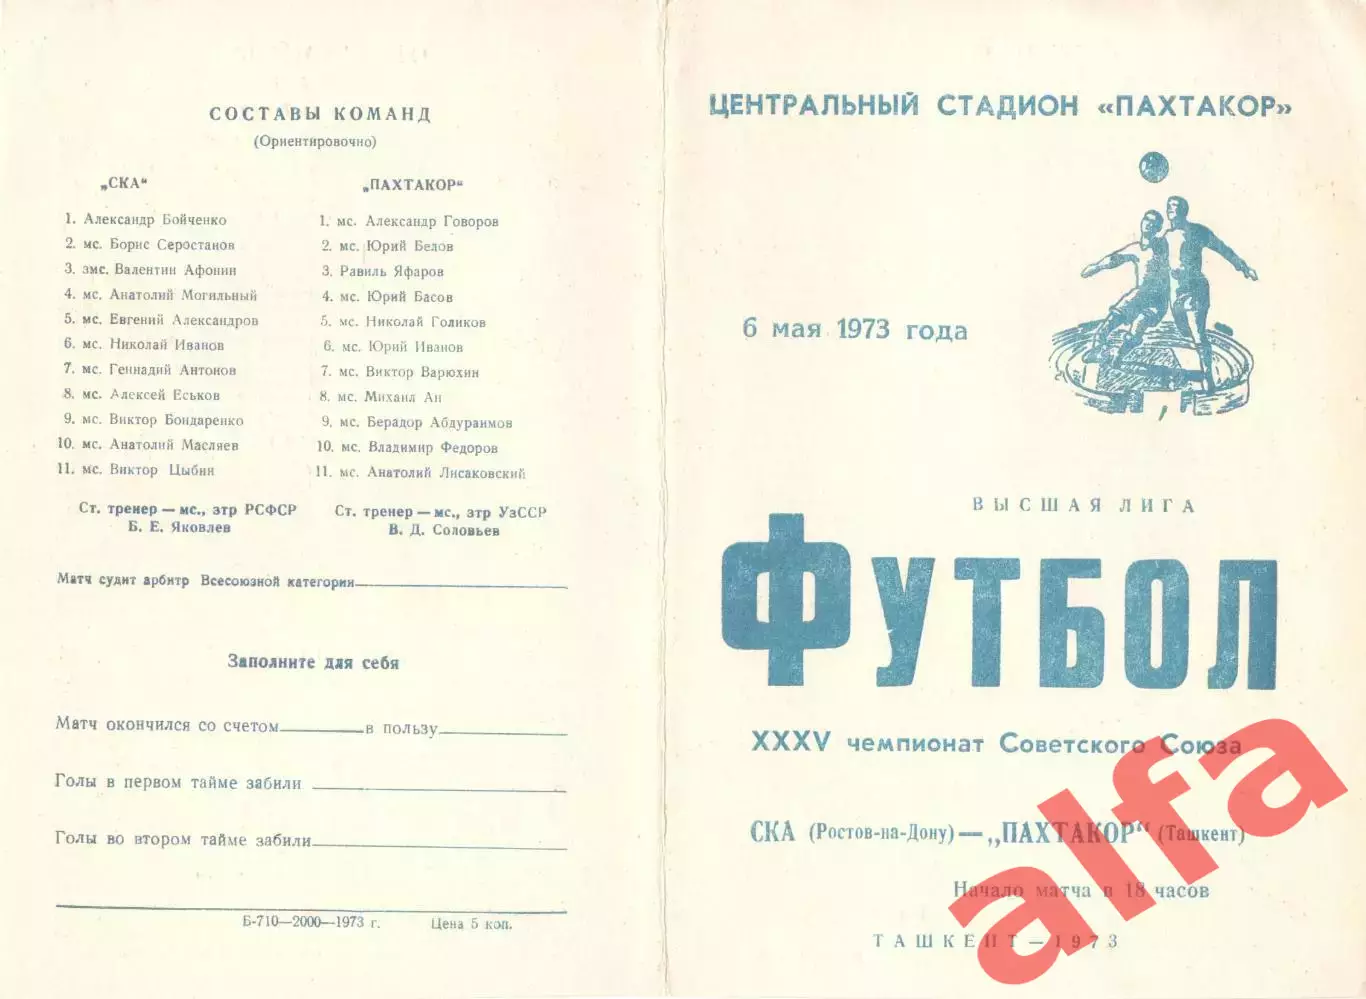 СОСТАВЫ КОМАНД
(Ориентировочно)
„СКА“
1. Александр Бойченко
2. мс. Борис Серостанов
3. змс. Валентин Афонин
4. мс. Анатолий Могильный
5. мс. Евгений Александров
6. мс. Николай Иванов
7. мс. Геннадий Антонов
8. мс. Алексей Еськов
9. мс. Виктор Бондаренко
10. мс. Анатолий Масляев
11. мс. Виктор Цыбин
Ст. тренер — мс., зтр РСФСР
Б. Е. Яковлев
„ПАХТАКОР“
1. мс. Александр Говоров
2. мс. Юрий Белов
3. Равиль Яфаров
4. мс. Юрий Басов
5. мс. Николай Голиков
6. мс. Юрий Иванов
7. мс. Виктор Варюхин
8. мс. Михаил Ан
9. мс. Берадор Абдураимов
10. мс. Владимир Федоров
11. мс. Анатолий Лисаковский
Ст. тренер — мс., зтр УзССР
В. Д. Соловьев
Матч судит арбитр Всесоюзной категории
Заполните для себя
Матч окончился со счетом в пользу
Голы в первом тайме забили
Голы во втором тайме забили
Б-710—2000—1973 г. Цена 5 коп.
ЦЕНТРАЛЬНЫЙ СТАДИОН «ПАХТАКОР»
6 мая 1973 года
ВЫСШАЯ ЛИГА
ФУТБОЛ
XXXV чемпионат Советского Союза
СКА (Ростов-на-Дону) — „ПАХТАКОР“ (Ташкент)
Начало матча в 18 часов
ТАШКЕНТ — 1973
alfa